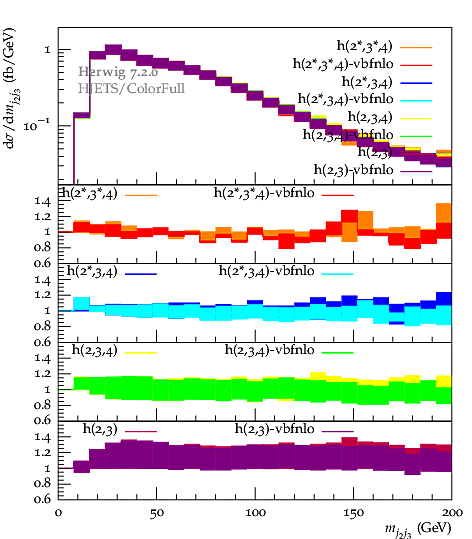 dσ/dm_{j2j3} (fb/GeV)
1
10^{−1}
Herwig 7.2.0
HJETS/ColorFull
h(2*,3*,4)
h(2*,3*,4)-vbfnlo
h(2*,3,4)
h(2*,3,4)-vbfnlo
h(2,3,4)
h(2,3,4)-vbfnlo
h(2,3)
h(2,3)-vbfnlo
h(2*,3*,4) h(2*,3*,4)-vbfnlo
1.4
1.2
1
0.8
0.6
h(2*,3,4) h(2*,3,4)-vbfnlo
1.4
1.2
1
0.8
0.6
h(2,3,4) h(2,3,4)-vbfnlo
1.4
1.2
1
0.8
0.6
h(2,3) h(2,3)-vbfnlo
1.4
1.2
1
0.8
0.6
0 50 100 150 200
m_{j2j3} (GeV)